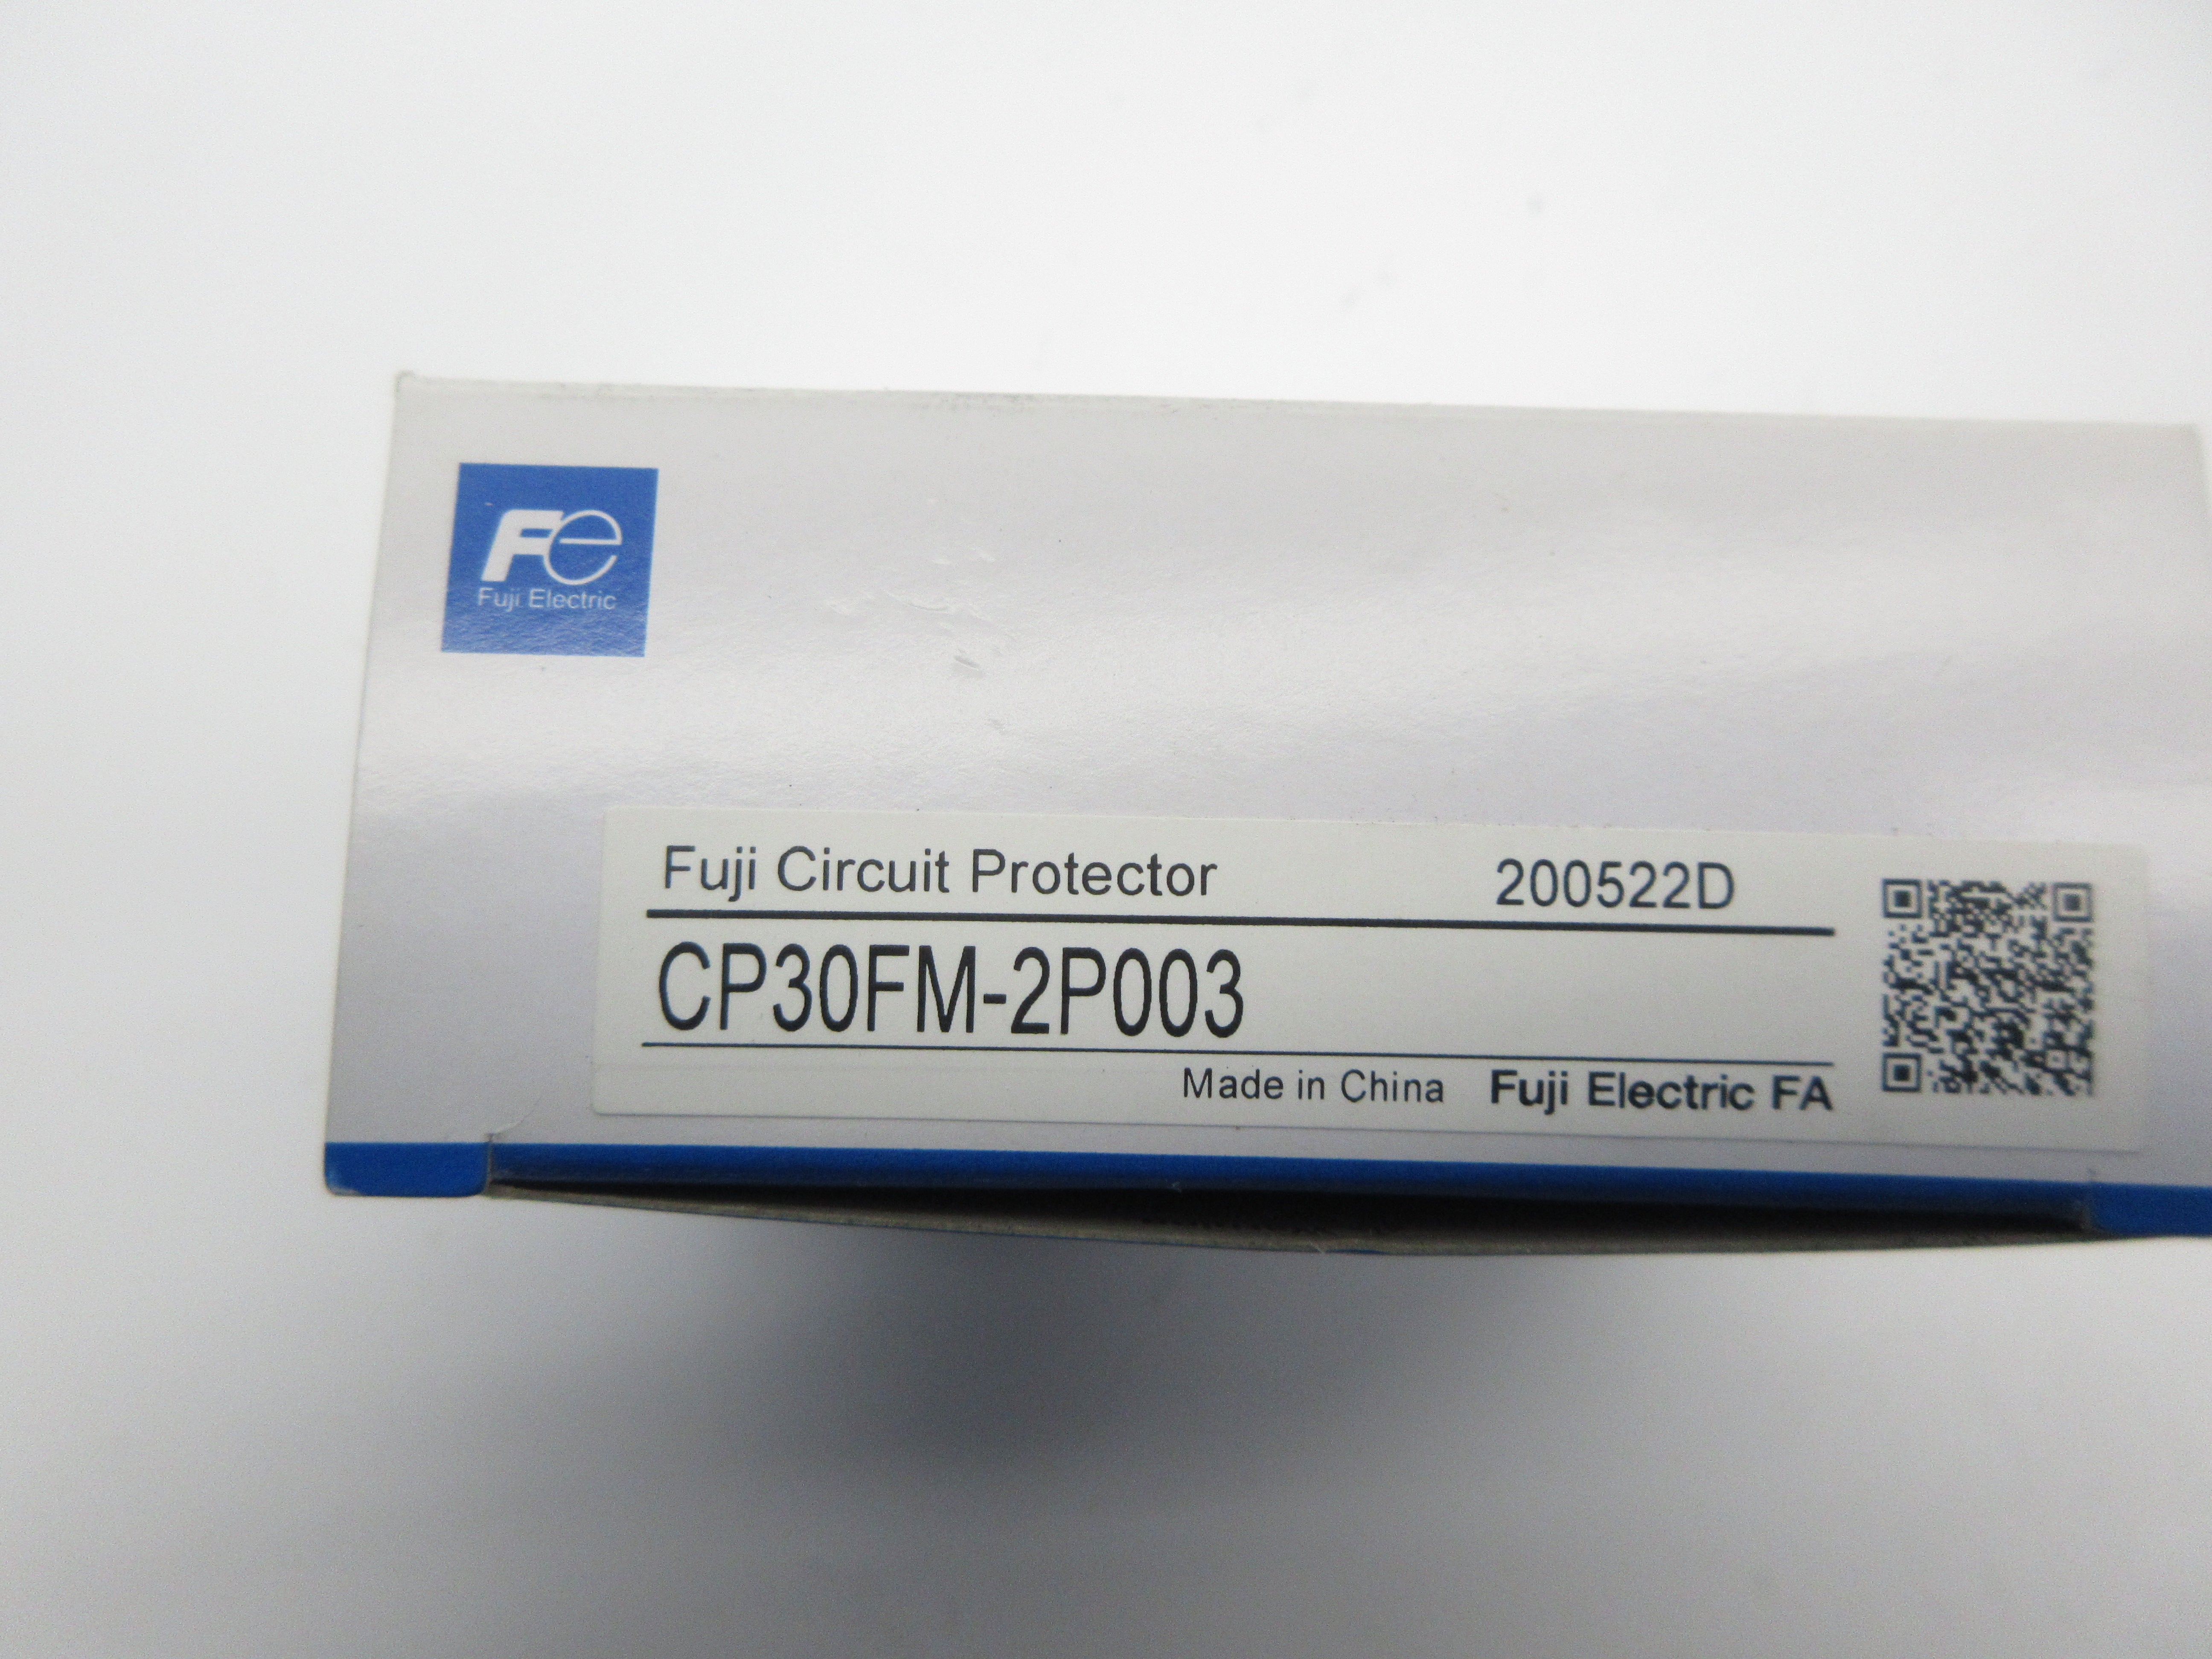 Fe
Fuji Electric
Fuji Circuit Protector 200522D
CP30FM-2P003
Made in China Fuji Electric FA